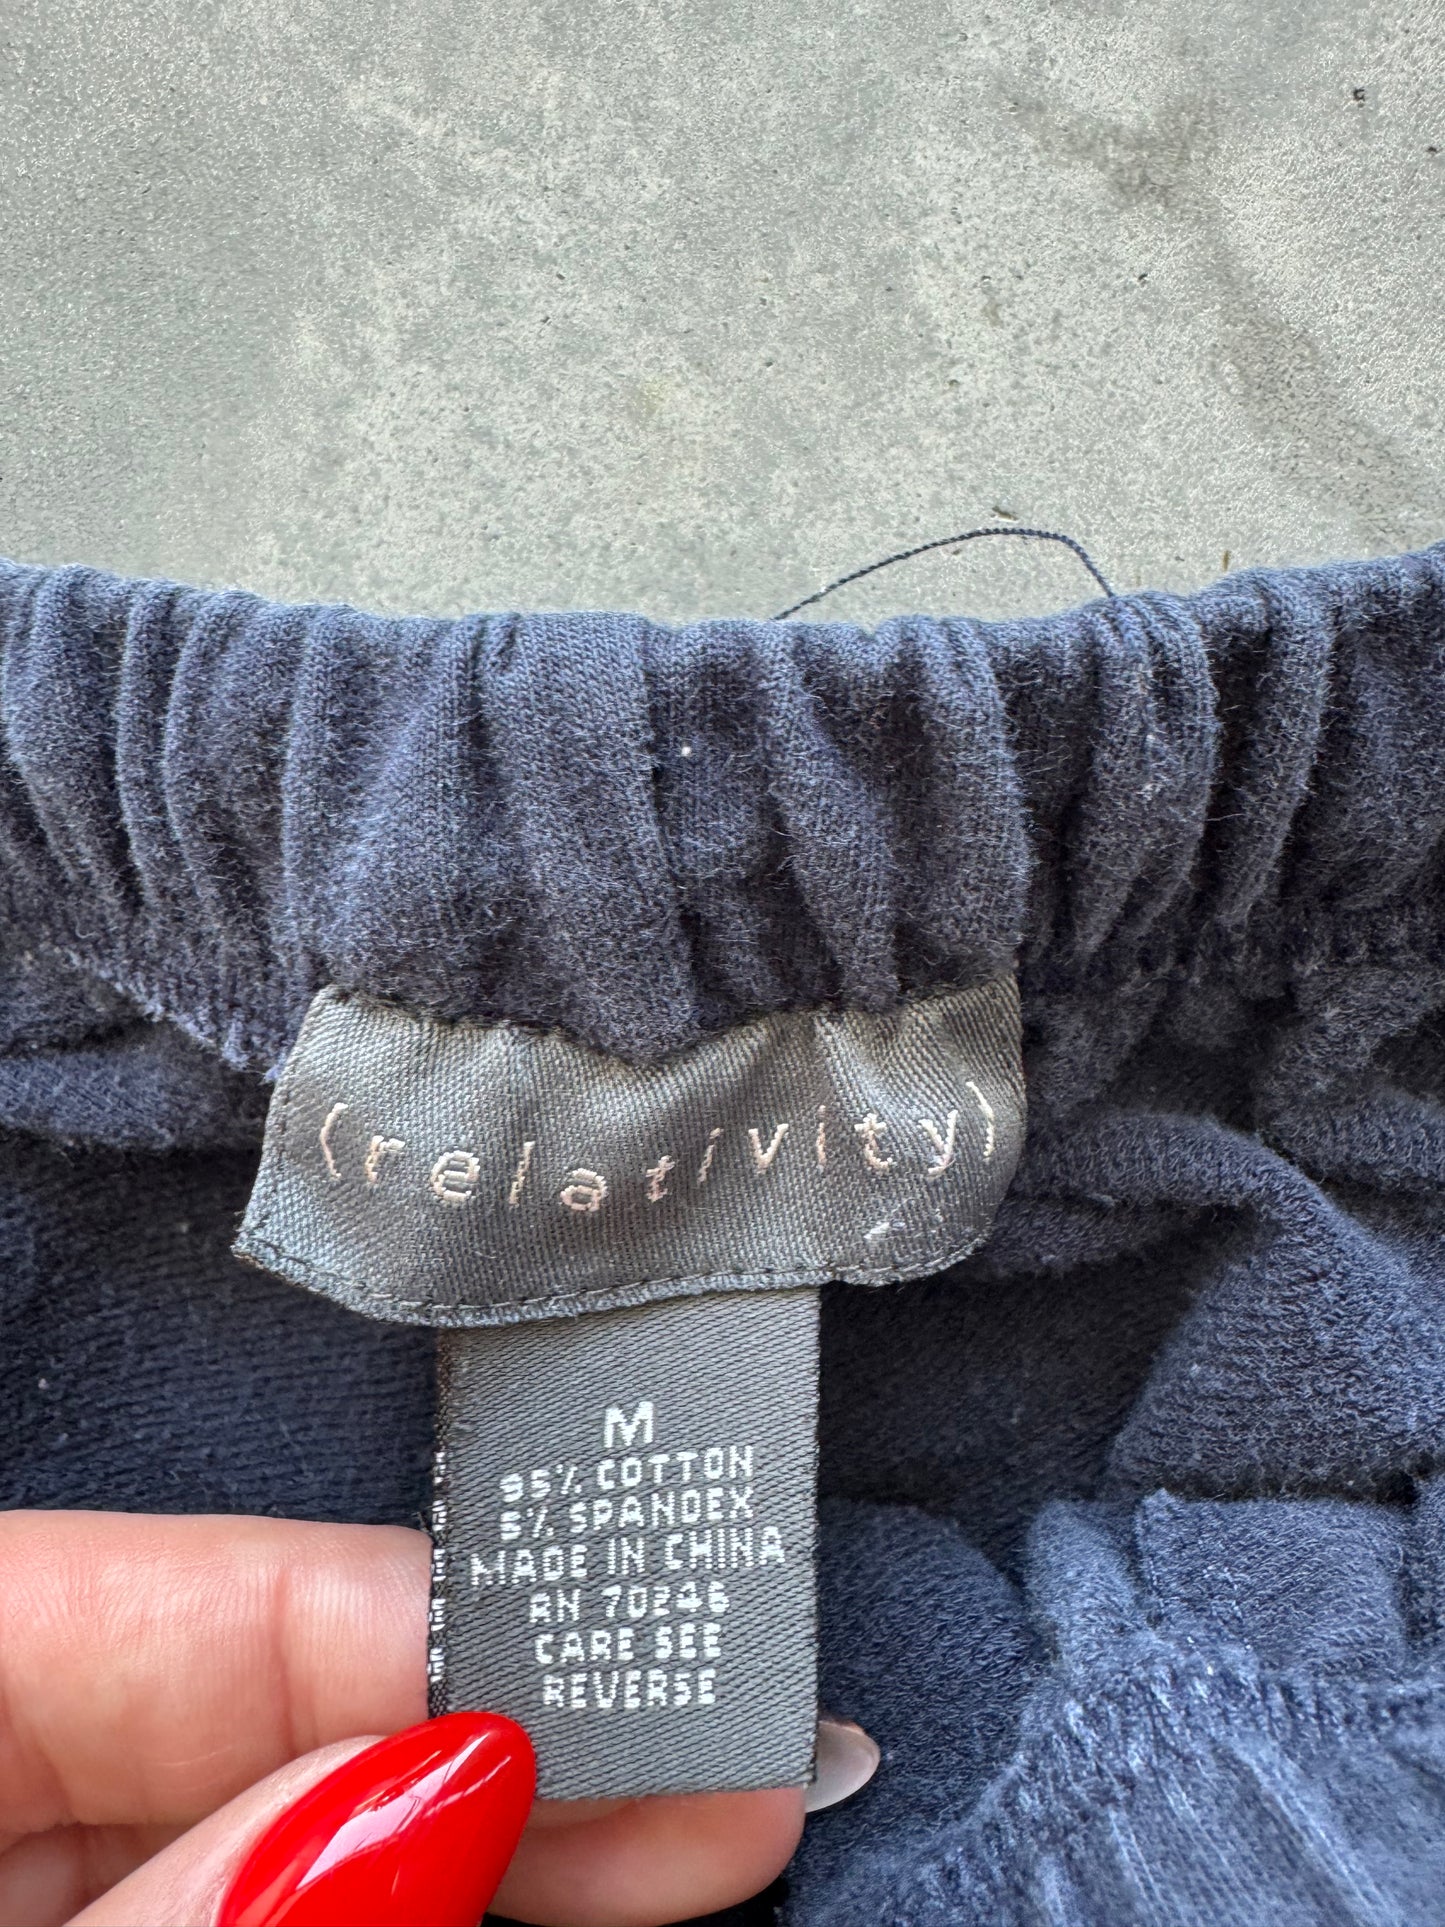 (relativity)
M
95% COTTON
5% SPANDEX
MADE IN CHINA
RN 70246
CARE SEE
REVERSE